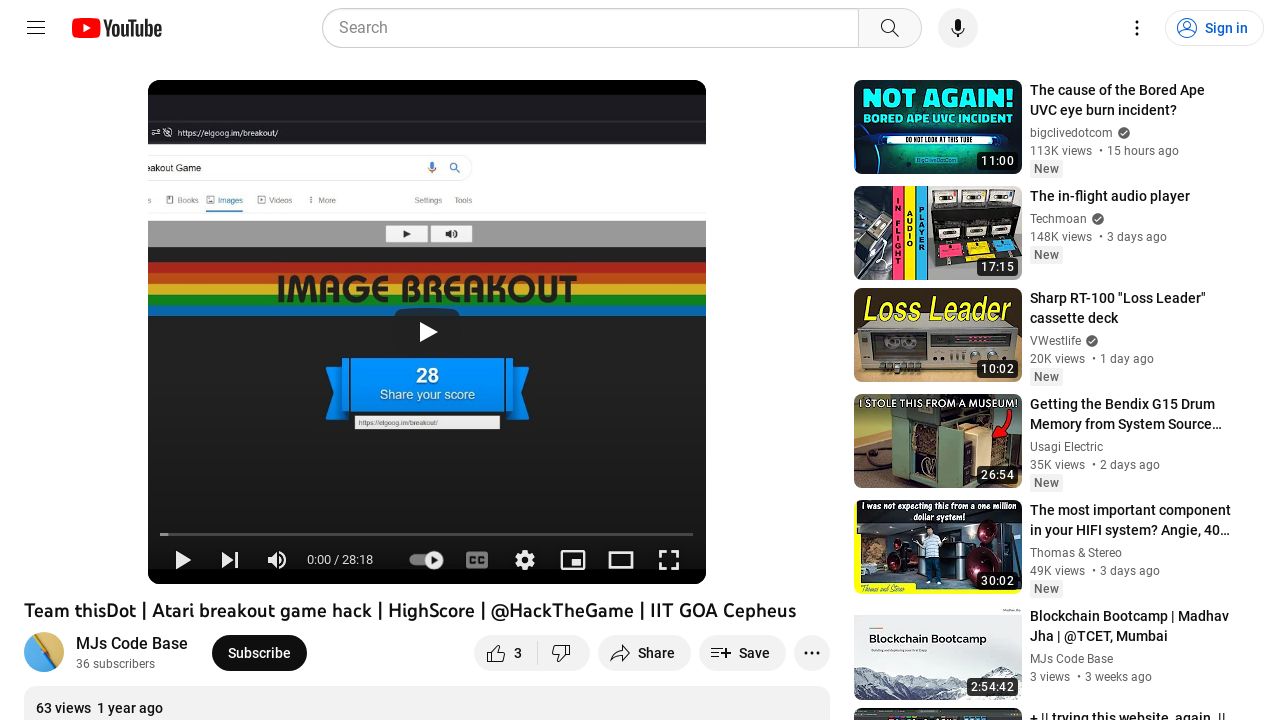 YouTube
Search
Sign in
https://elgoog.im/breakout/
eakout Game
Books
Images
Videos
More
Settings
Tools
IMAGE BREAKOUT
28
Share your score
https://elgoog.im/breakout/
0:00 / 28:18
CC
Team thisDot | Atari breakout game hack | HighScore | @HackTheGame | IIT GOA Cepheus
MJs Code Base
36 subscribers
Subscribe
3
Share
Save
63 views 1 year ago
NOT AGAIN!
BORED APE UVC INCIDENT
DO NOT LOOK AT THIS TUBE
11:00
The cause of the Bored Ape
UVC eye burn incident?
bigclivedotcom
113K views • 15 hours ago
New
IN FLIGHT
AUDIO
PLAYER
17:15
The in-flight audio player
Techmoan
148K views • 3 days ago
New
Loss Leader
10:02
Sharp RT-100 "Loss Leader"
cassette deck
VWestlife
20K views • 1 day ago
New
I STOLE THIS FROM A MUSEUM!
26:54
Getting the Bendix G15 Drum
Memory from System Source…
Usagi Electric
35K views • 2 days ago
New
I was not expecting this from a one million
dollar system!
Thomas and Stereo
30:02
The most important component
in your HIFI system? Angie, 40…
Thomas & Stereo
49K views • 3 days ago
New
Blockchain Bootcamp
2:54:42
Blockchain Bootcamp | Madhav
Jha | @TCET, Mumbai
MJs Code Base
3 views • 3 weeks ago
+ || trying this website, again, ||